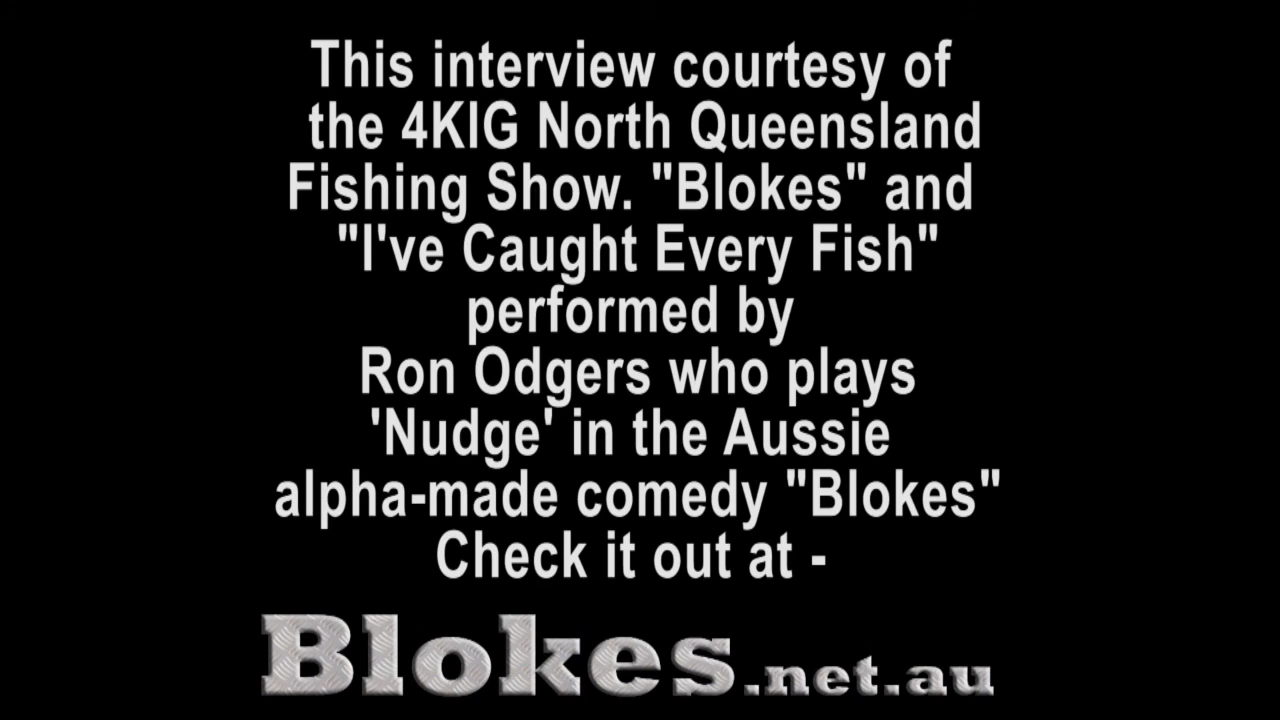 This interview courtesy of
the 4KIG North Queensland
Fishing Show. "Blokes" and
"I've Caught Every Fish"
performed by
Ron Odgers who plays
'Nudge' in the Aussie
alpha-made comedy "Blokes"
Check it out at -
Blokes.net.au